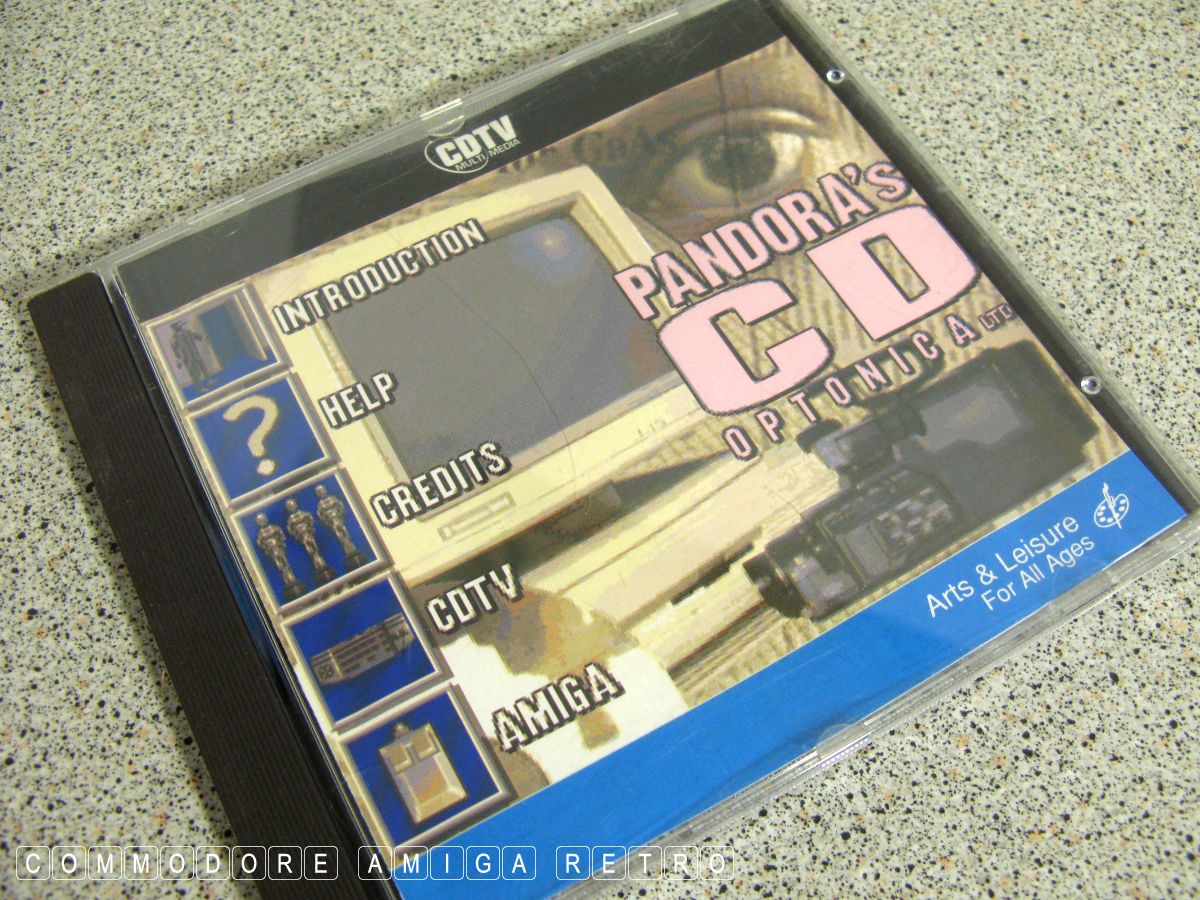 CDTV
MULTI MEDIA
PANDORA'S
CD
OPTONICA LTD
INTRODUCTION
HELP
CREDITS
CDTV
AMIGA
Arts & Leisure
For All Ages
COMMODORE AMIGA RETRO